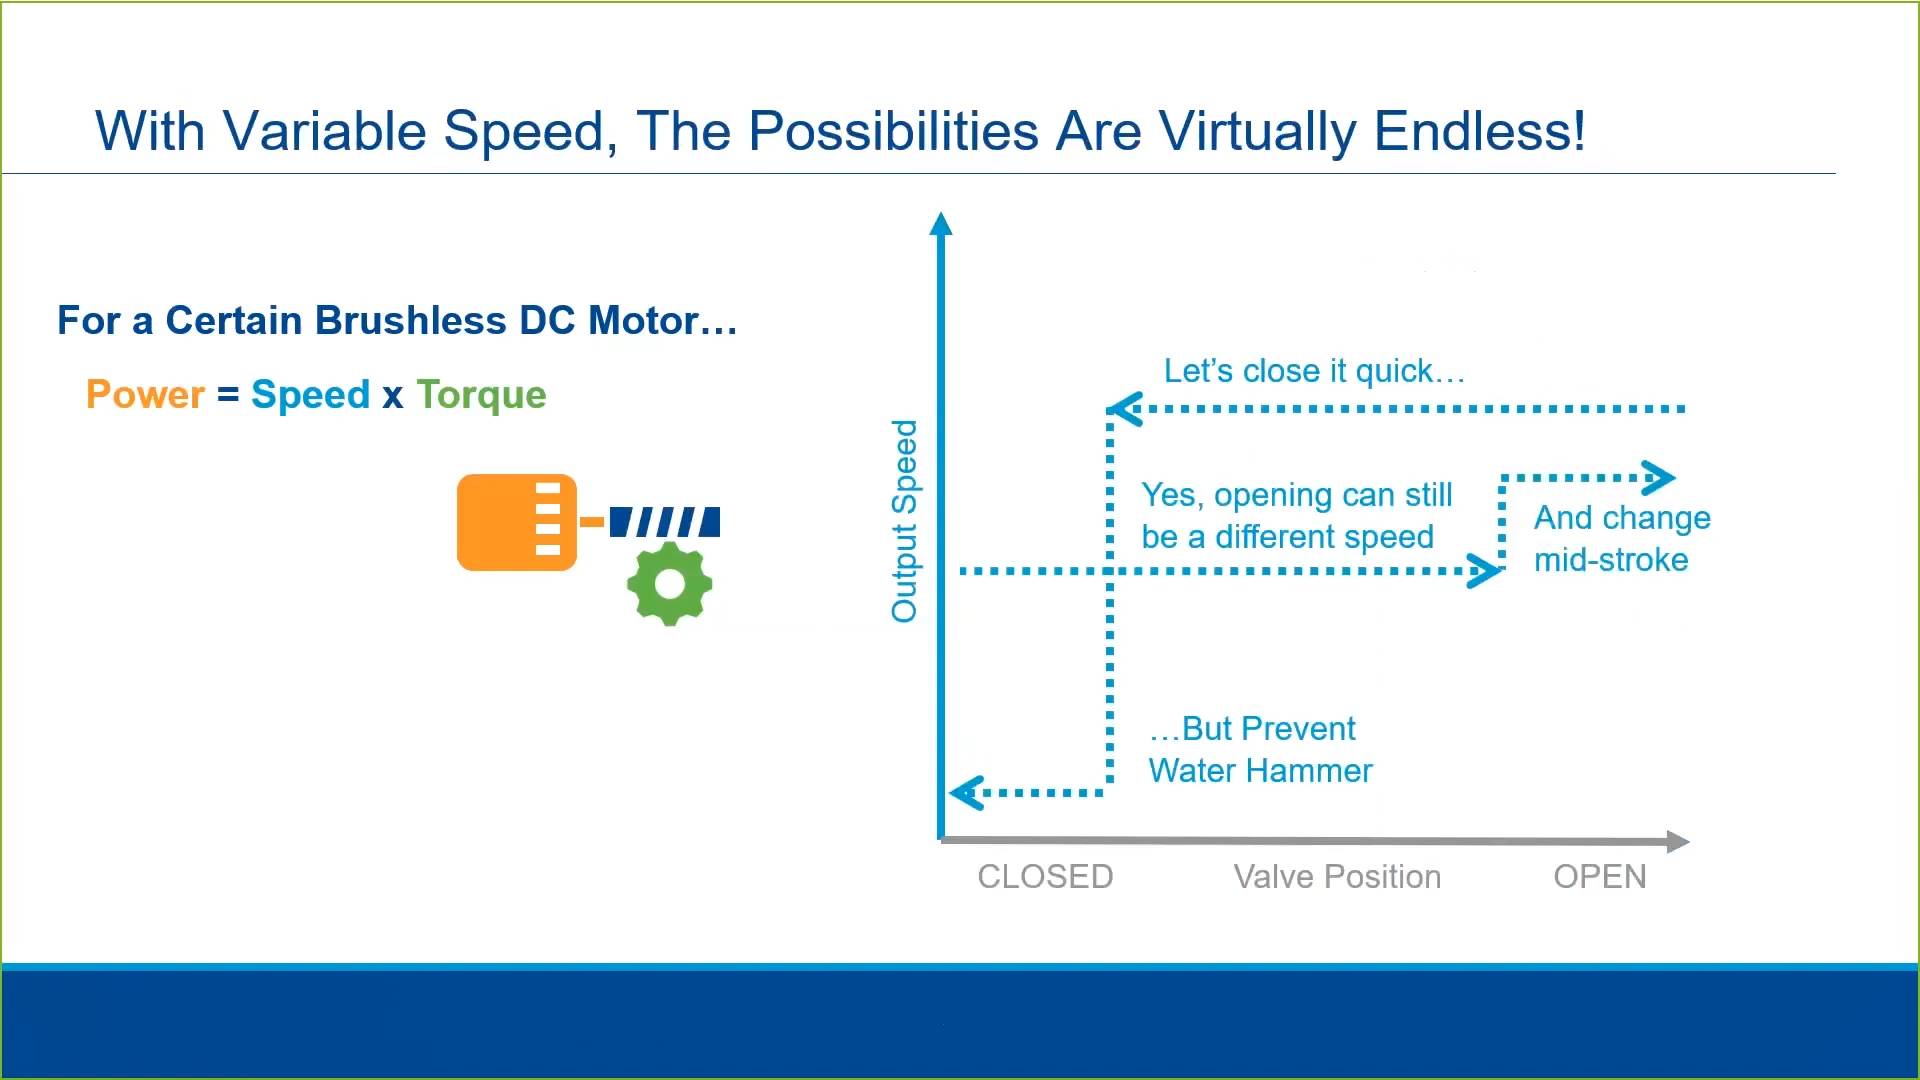 With Variable Speed, The Possibilities Are Virtually Endless!
For a Certain Brushless DC Motor…
Power = Speed x Torque
Output Speed
Let’s close it quick…
Yes, opening can still
be a different speed
And change
mid-stroke
…But Prevent
Water Hammer
CLOSED Valve Position OPEN